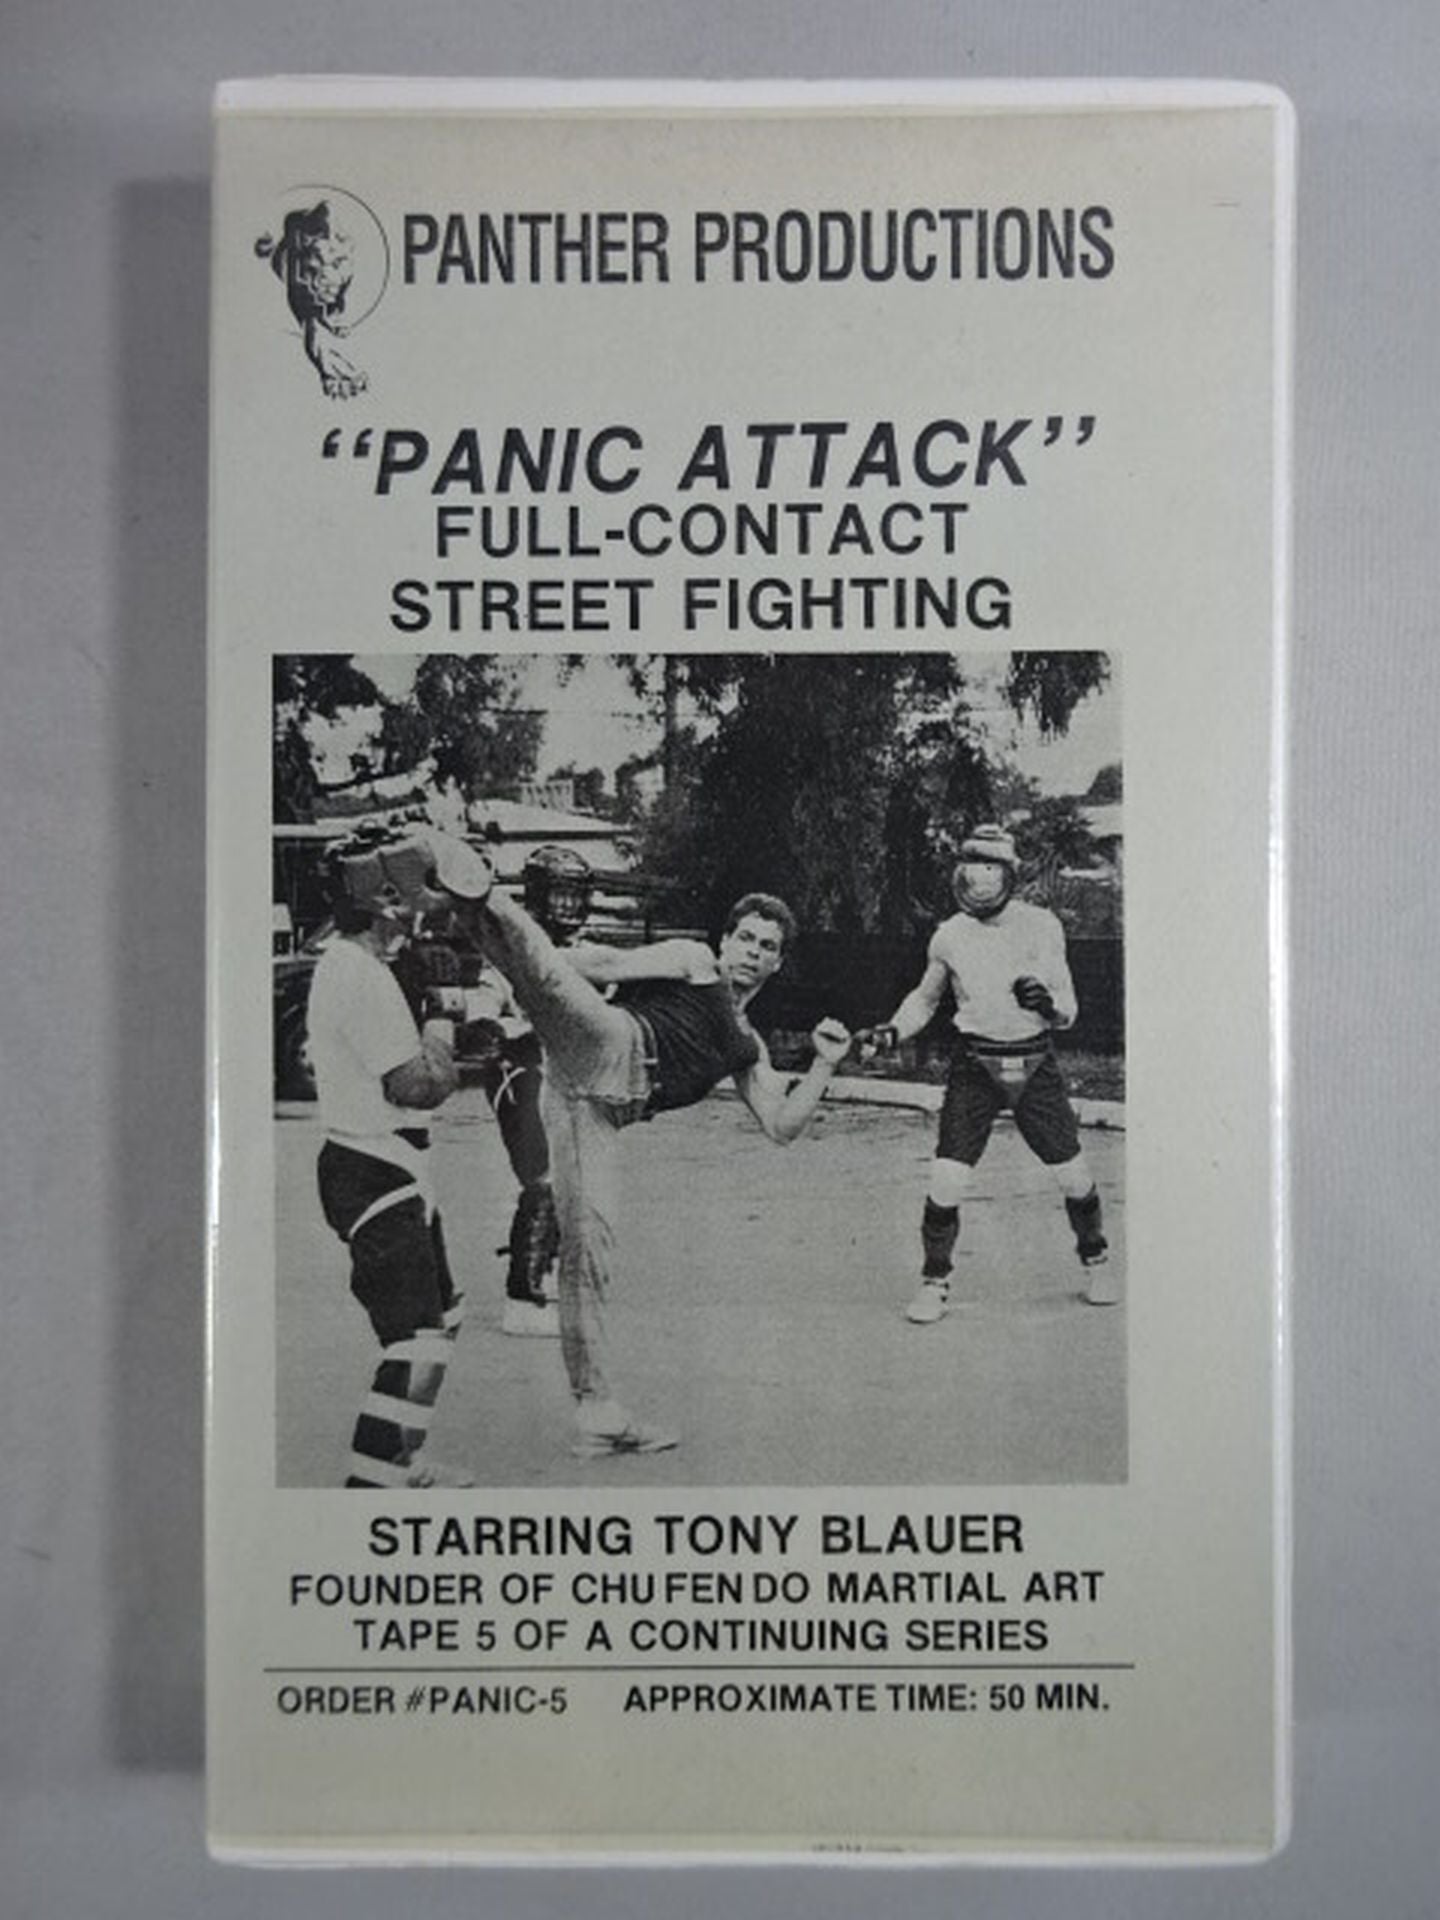 PANTHER PRODUCTIONS
“PANIC ATTACK”
FULL-CONTACT
STREET FIGHTING
STARRING TONY BLAUER
FOUNDER OF CHU FEN DO MARTIAL ART
TAPE 5 OF A CONTINUING SERIES
ORDER #PANIC-5 APPROXIMATE TIME: 50 MIN.